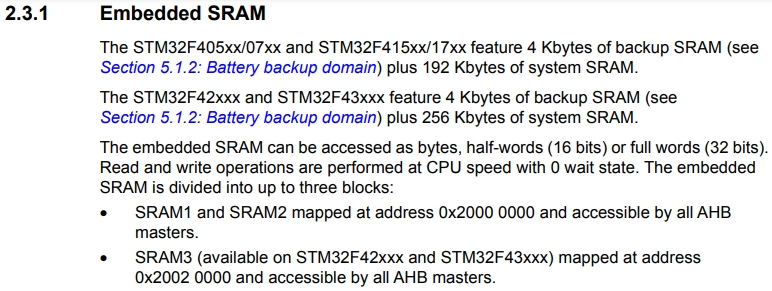 2.3.1 Embedded SRAM
The STM32F405xx/07xx and STM32F415xx/17xx feature 4 Kbytes of backup SRAM (see
Section 5.1.2: Battery backup domain) plus 192 Kbytes of system SRAM.
The STM32F42xxx and STM32F43xxx feature 4 Kbytes of backup SRAM (see
Section 5.1.2: Battery backup domain) plus 256 Kbytes of system SRAM.
The embedded SRAM can be accessed as bytes, half-words (16 bits) or full words (32 bits).
Read and write operations are performed at CPU speed with 0 wait state. The embedded
SRAM is divided into up to three blocks:
• SRAM1 and SRAM2 mapped at address 0x2000 0000 and accessible by all AHB
masters.
• SRAM3 (available on STM32F42xxx and STM32F43xxx) mapped at address
0x2002 0000 and accessible by all AHB masters.